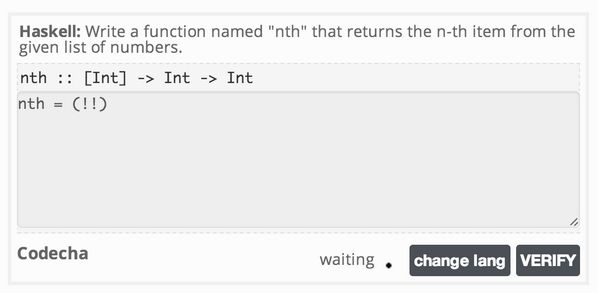 Haskell: Write a function named "nth" that returns the n-th item from the
given list of numbers.
nth :: [Int] -> Int -> Int
nth = (!!)
Codecha
waiting
change lang
VERIFY